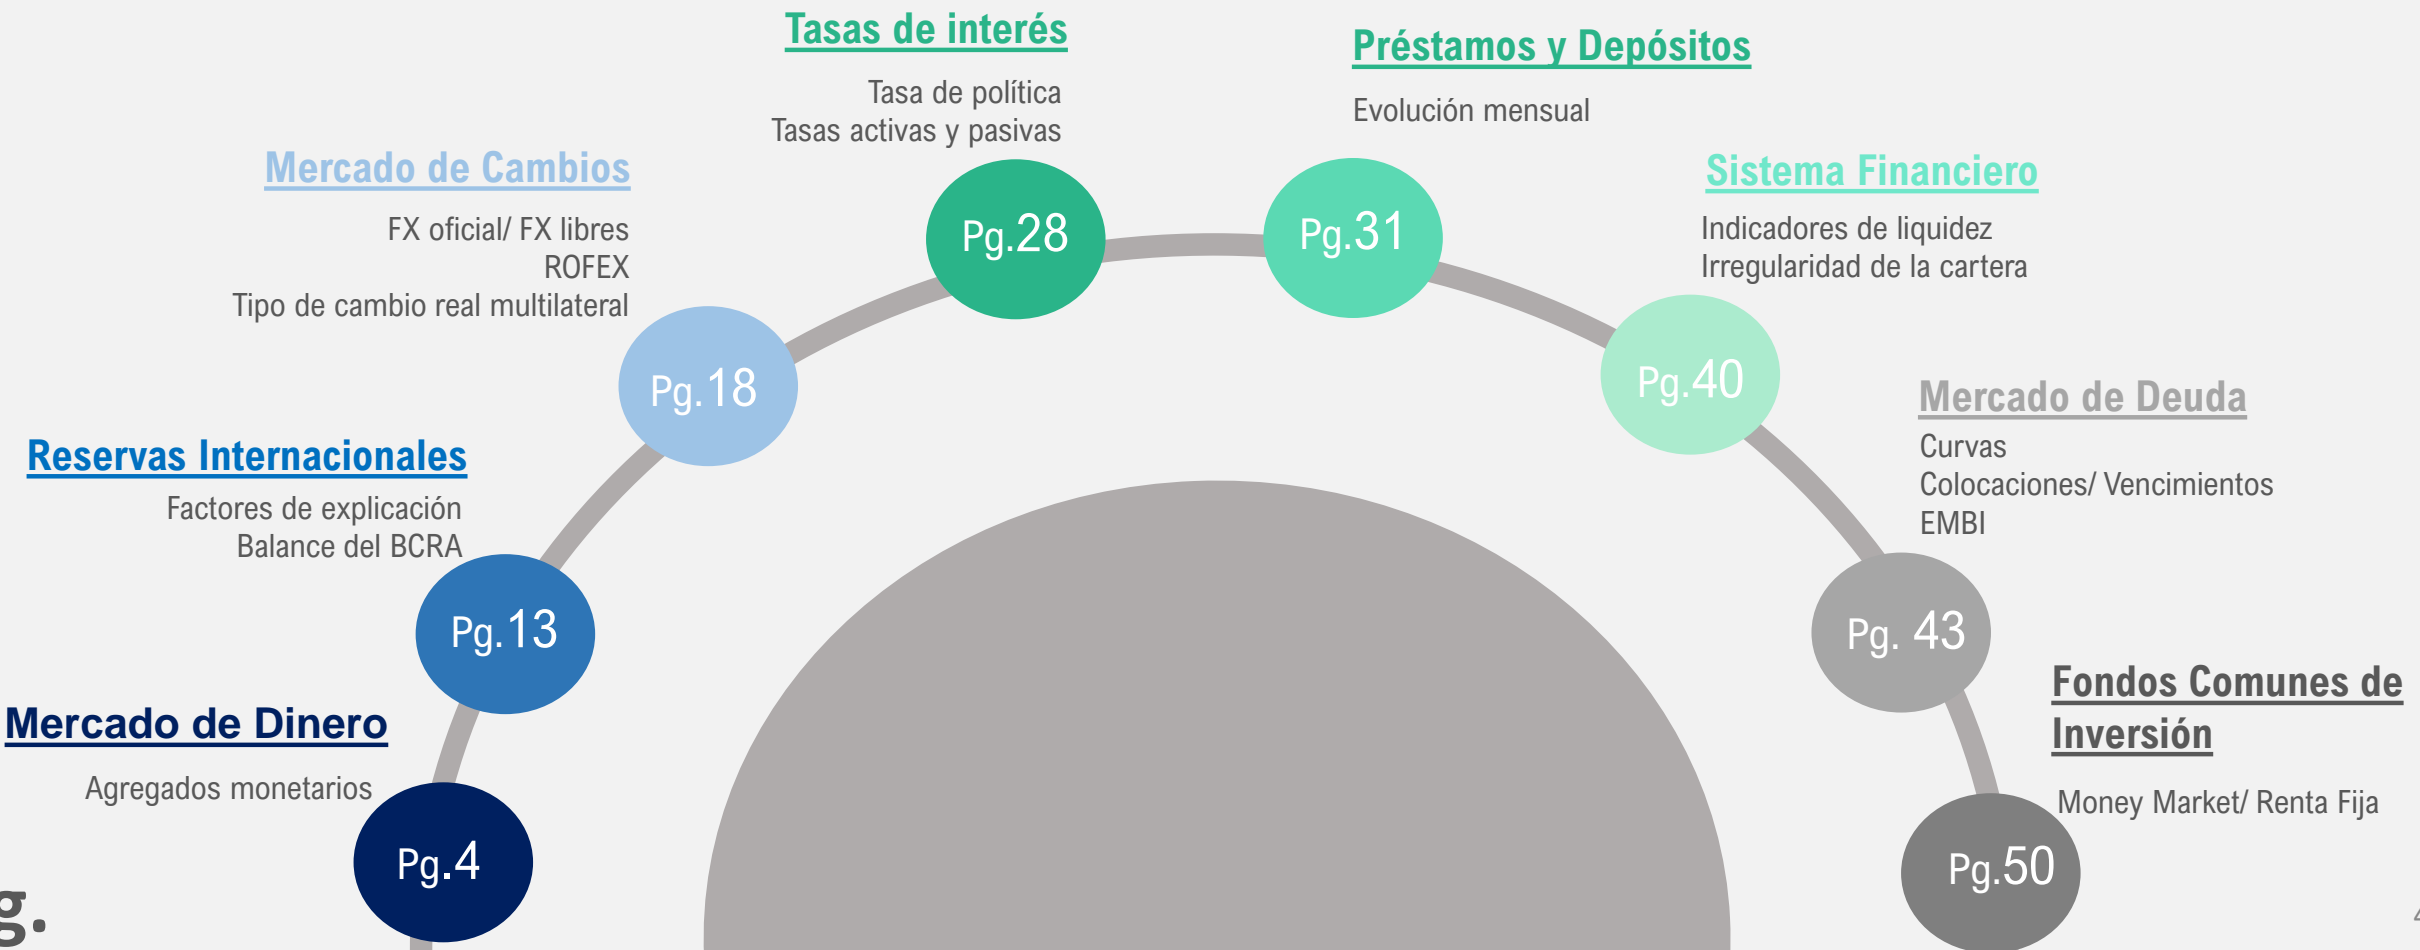 Tasas de interés
Tasa de política
Tasas activas y pasivas
Pg.28
Préstamos y Depósitos
Evolución mensual
Pg.31
Mercado de Cambios
FX oficial/ FX libres
ROFEX
Tipo de cambio real multilateral
Pg.18
Sistema Financiero
Indicadores de liquidez
Irregularidad de la cartera
Pg.40
Reservas Internacionales
Factores de explicación
Balance del BCRA
Pg.13
Mercado de Deuda
Curvas
Colocaciones/ Vencimientos
EMBI
Pg. 43
Mercado de Dinero
Agregados monetarios
Pg.4
Fondos Comunes de
Inversión
Money Market/ Renta Fija
Pg.50
g.